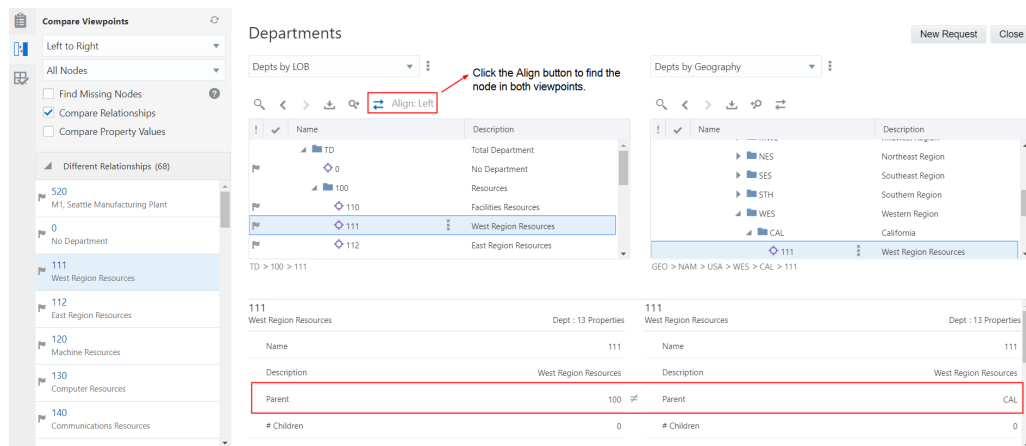 Compare Viewpoints
Left to Right
All Nodes
Find Missing Nodes
Compare Relationships
Compare Property Values
Different Relationships (68)
520
M1, Seattle Manufacturing Plant
0
No Department
111
West Region Resources
112
East Region Resources
120
Machine Resources
130
Computer Resources
140
Communications Resources
Departments
New Request
Close
Depts by LOB
Click the Align button to find the
node in both viewpoints.
Align: Left
! Name Description
TD Total Department
0 No Department
100 Resources
110 Facilities Resources
111 West Region Resources
112 East Region Resources
TD > 100 > 111
Depts by Geography
! Name Description
NES Northeast Region
SES Southeast Region
STH Southern Region
WES Western Region
CAL California
111 West Region Resources
GEO > NAM > USA > WES > CAL > 111
111
West Region Resources Dept : 13 Properties
Name 111
Description West Region Resources
Parent 100 ≠
# Children 0
111
West Region Resources Dept : 13 Properties
Name 111
Description West Region Resources
Parent CAL
# Children 0